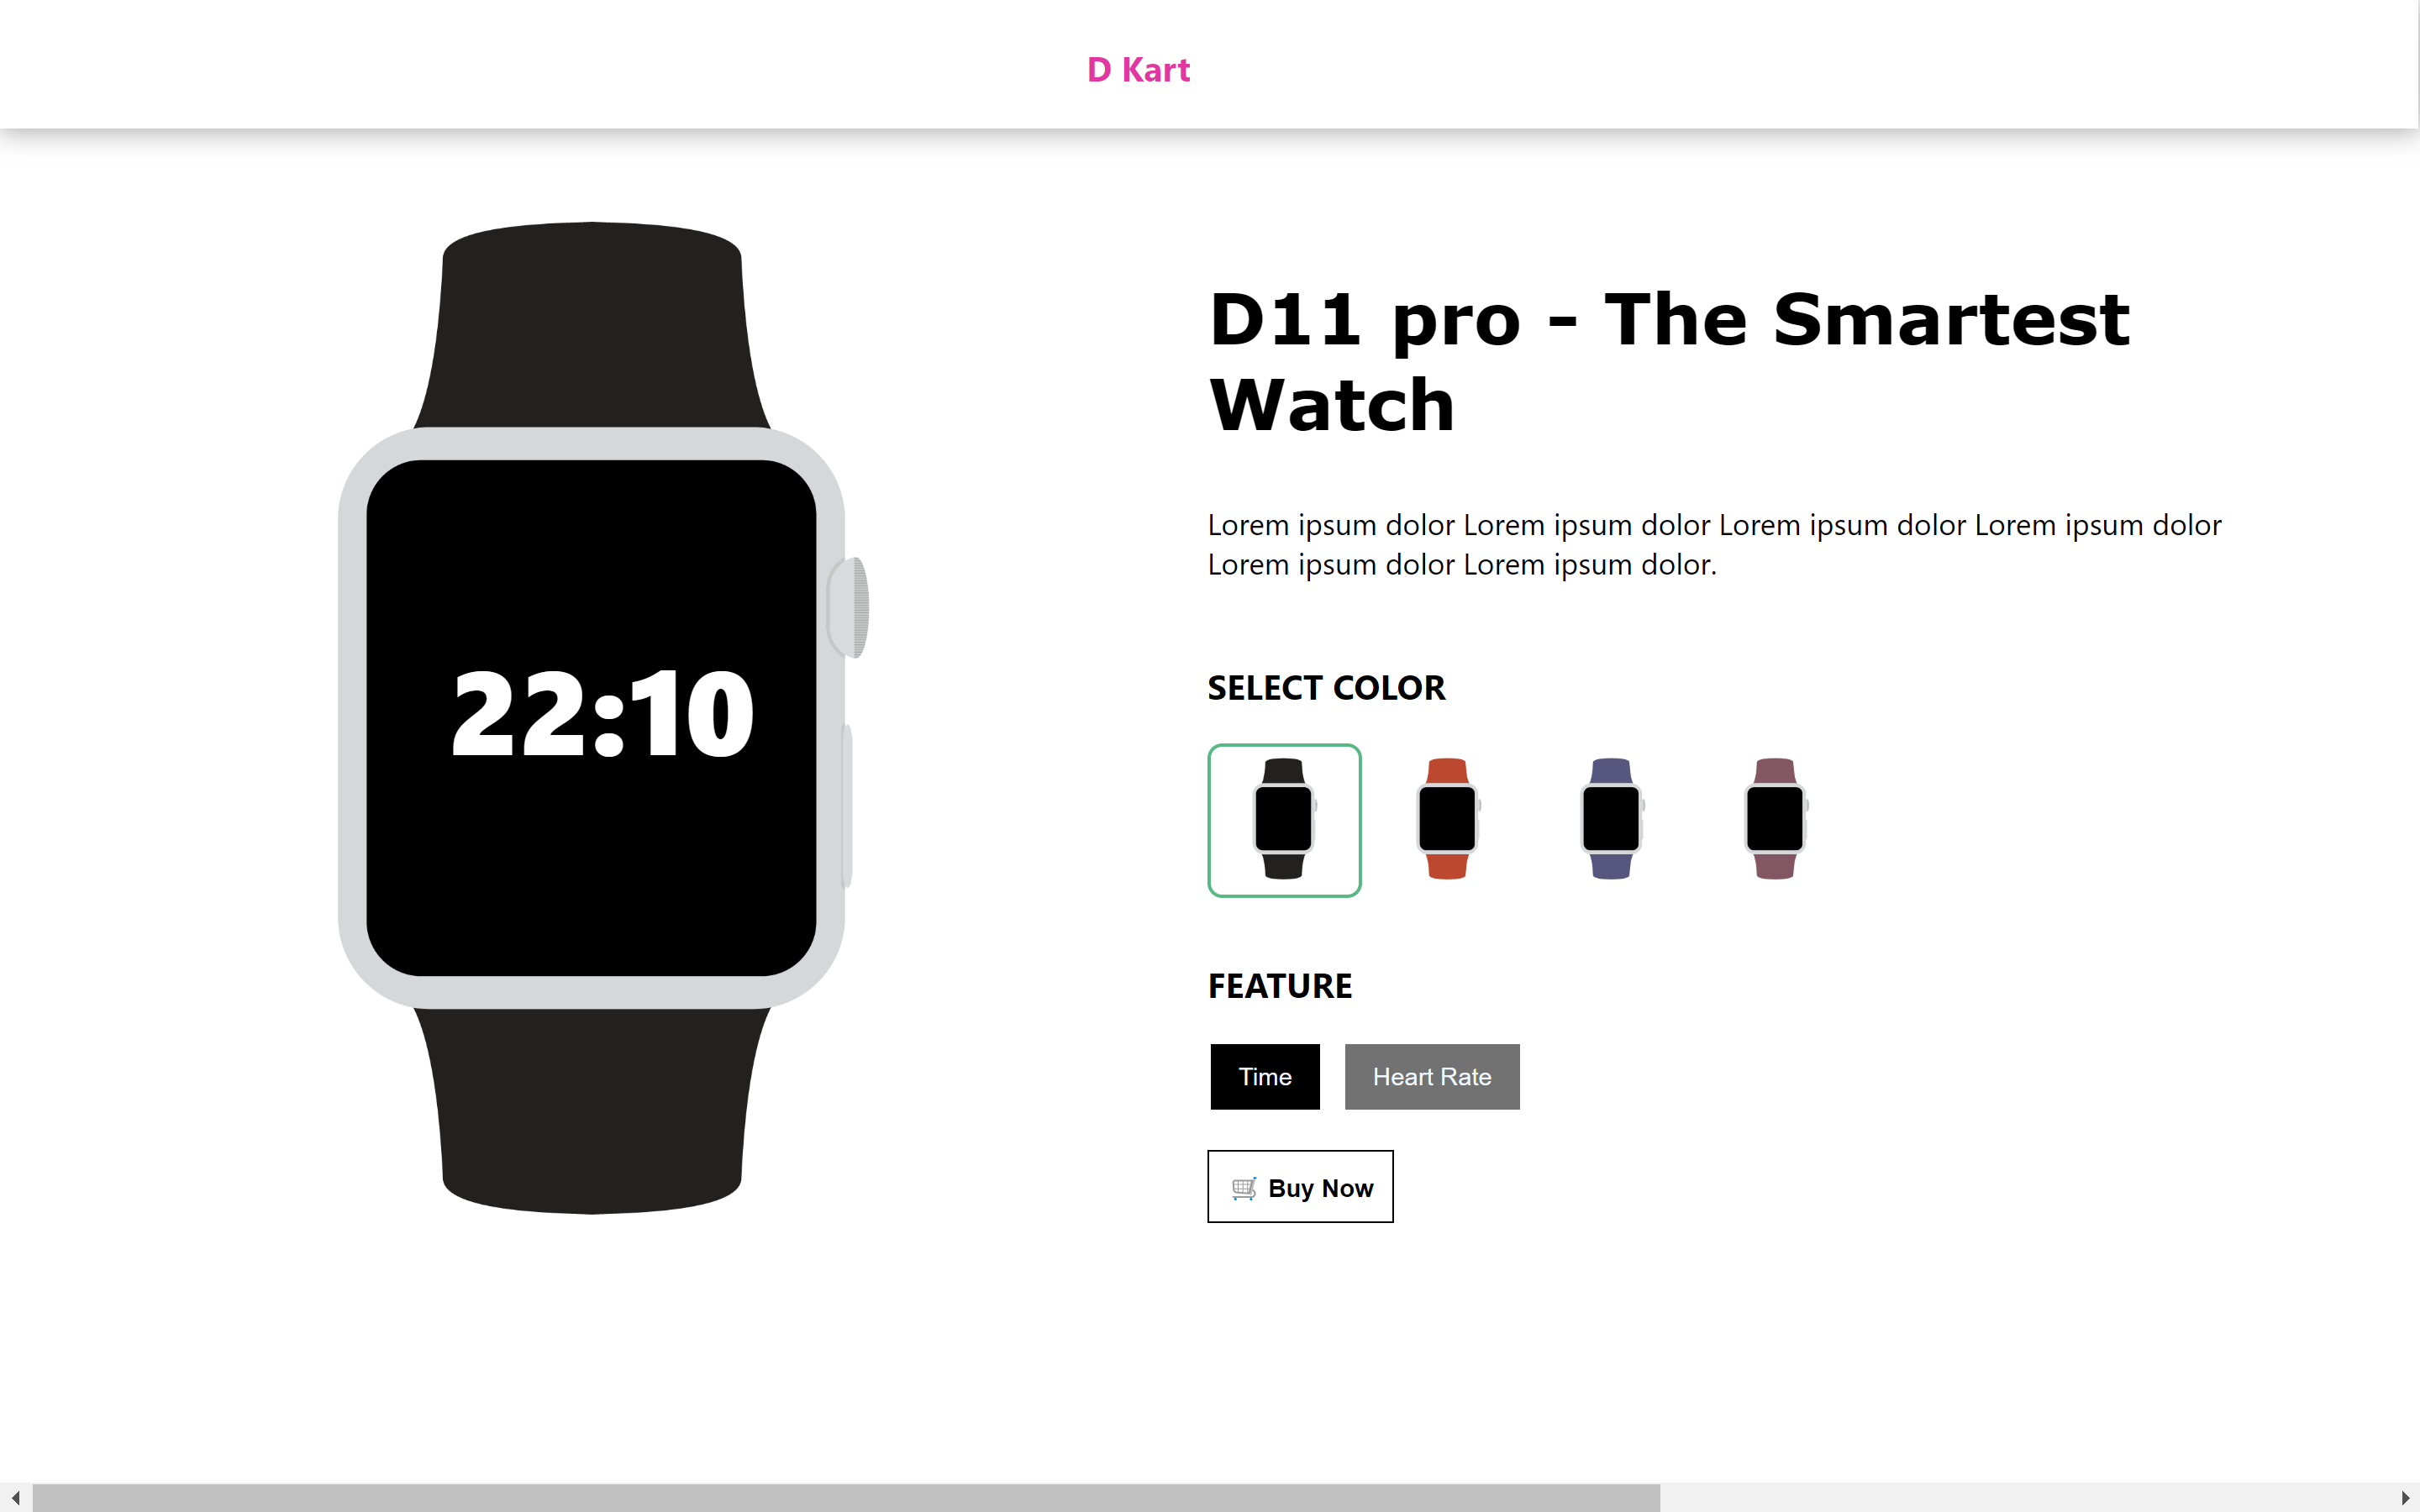 D Kart
D11 pro - The Smartest
Watch
Lorem ipsum dolor Lorem ipsum dolor Lorem ipsum dolor Lorem ipsum dolor
Lorem ipsum dolor Lorem ipsum dolor.
22:10
SELECT COLOR
FEATURE
Time Heart Rate
🛒 Buy Now